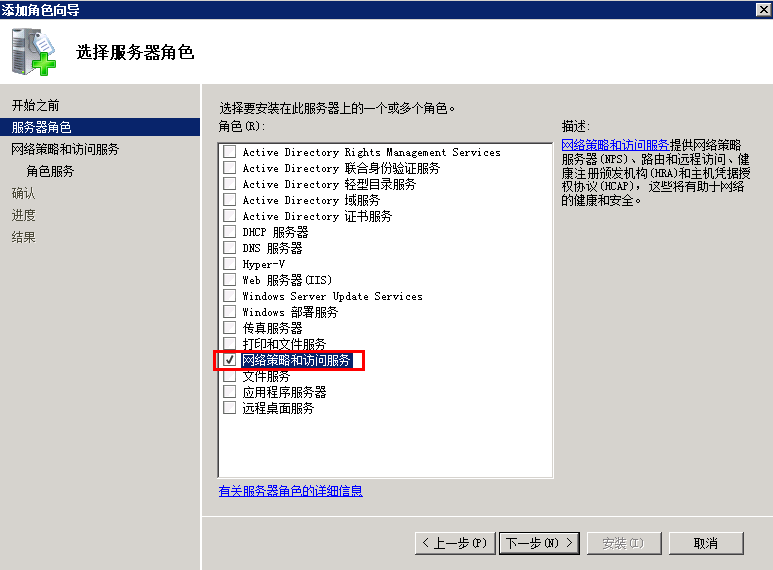 添加角色向导
选择服务器角色
开始之前
服务器角色
网络策略和访问服务
角色服务
确认
进度
结果
选择要安装在此服务器上的一个或多个角色。
角色(R):
Active Directory Rights Management Services
Active Directory 联合身份验证服务
Active Directory 轻型目录服务
Active Directory 域服务
Active Directory 证书服务
DHCP 服务器
DNS 服务器
Hyper-V
Web 服务器(IIS)
Windows Server Update Services
Windows 部署服务
传真服务器
打印和文件服务
网络策略和访问服务
文件服务
应用程序服务器
远程桌面服务
有关服务器角色的详细信息
描述:
网络策略和访问服务提供网络策略
服务器(NPS)、路由和远程访问、健
康注册颁发机构(HRA)和主机凭据授
权协议(HCAP)，这些将有助于网络
的健康和安全。
< 上一步(P)
下一步(N) >
安装(I)
取消